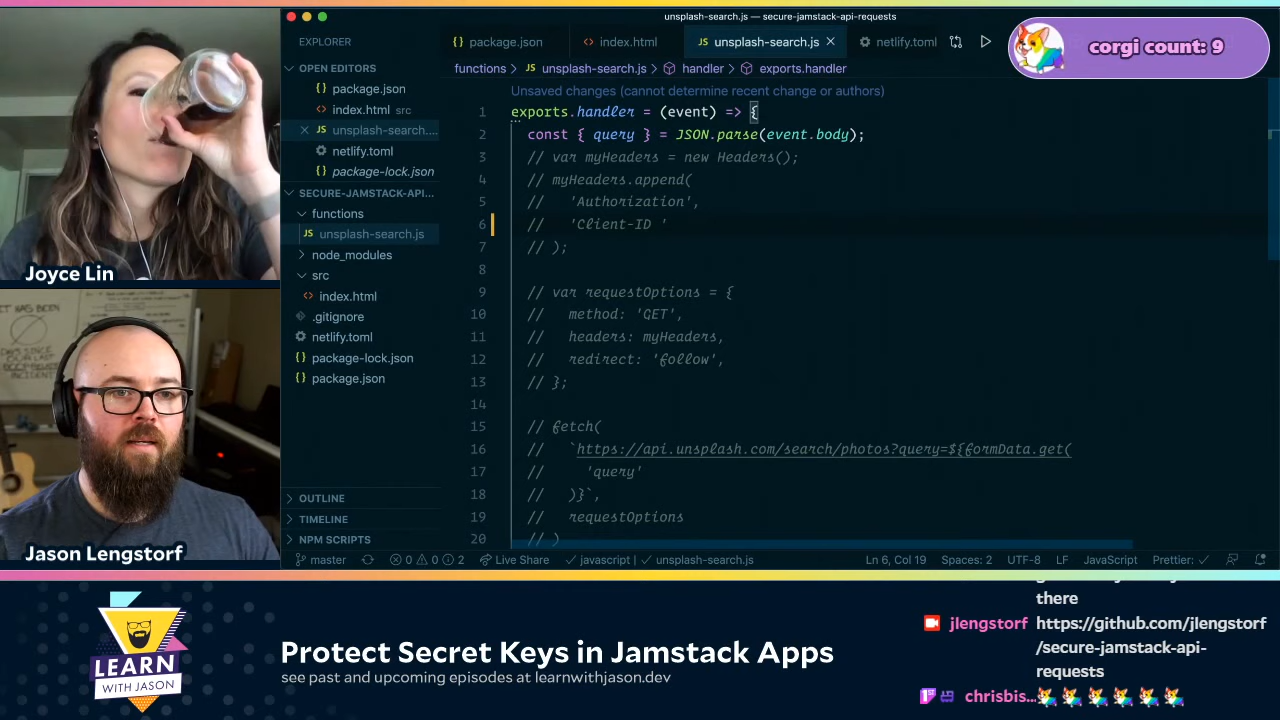 unsplash-search.js — secure-jamstack-api-requests
EXPLORER
package.json
index.html
unsplash-search.js
netlify.toml
corgi count: 9
OPEN EDITORS
functions > unsplash-search.js > handler > exports.handler
package.json
index.html src
unsplash-search....
netlify.toml
package-lock.json
SECURE-JAMSTACK-API...
functions
unsplash-search.js
node_modules
src
index.html
.gitignore
netlify.toml
package-lock.json
package.json
OUTLINE
TIMELINE
NPM SCRIPTS
Unsaved changes (cannot determine recent change or authors)
1 exports.handler = (event) => {
2 const { query } = JSON.parse(event.body);
3 // var myHeaders = new Headers();
4 // myHeaders.append(
5 // 'Authorization',
6 // 'Client-ID '
7 // );
8
9 // var requestOptions = {
10 // method: 'GET',
11 // headers: myHeaders,
12 // redirect: 'follow',
13 // };
14
15 // fetch(
16 // `https://api.unsplash.com/search/photos?query=${formData.get(
17 // 'query'
18 // )}`,
19 // requestOptions
20 // )
master
0 0 2
Live Share
javascript | unsplash-search.js
Ln 6, Col 19
Spaces: 2
UTF-8
LF
JavaScript
Prettier:
Joyce Lin
Jason Lengstorf
LEARN
WITH JASON
Protect Secret Keys in Jamstack Apps
see past and upcoming episodes at learnwithjason.dev
there
jlengstorf https://github.com/jlengstorf
/secure-jamstack-api-
requests
chrisbis...